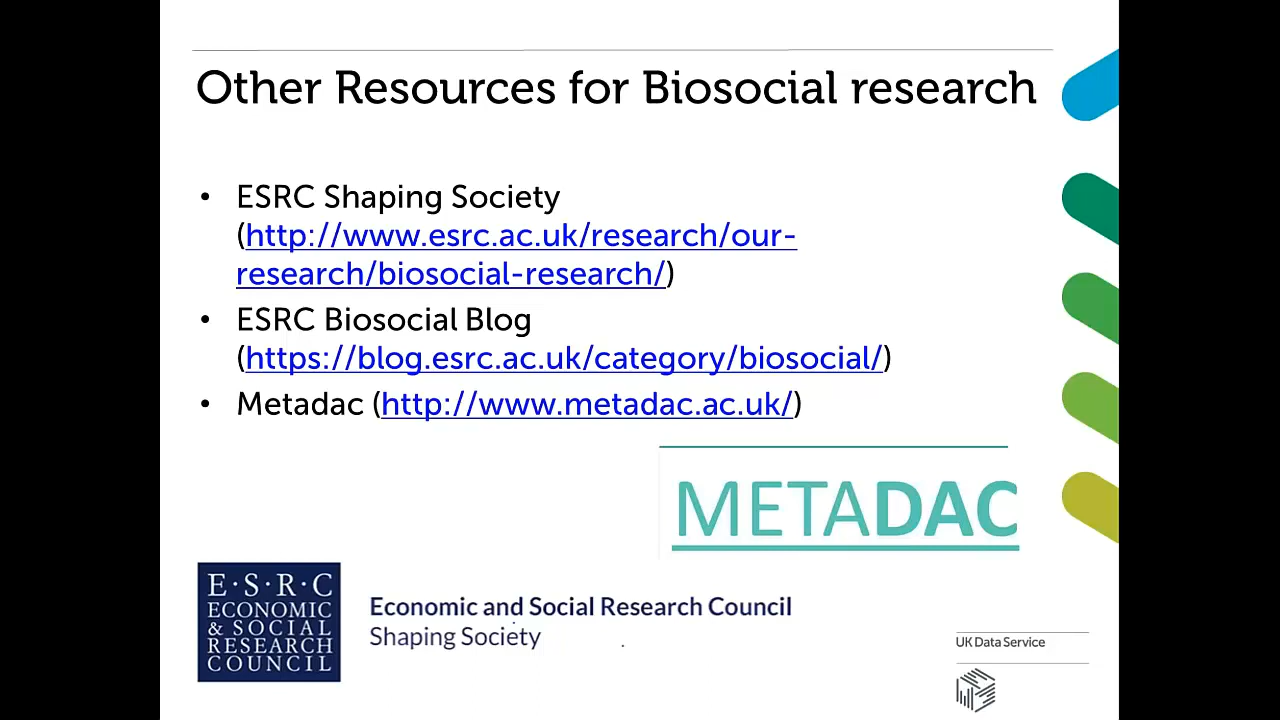 Other Resources for Biosocial research
• ESRC Shaping Society
(http://www.esrc.ac.uk/research/our-
research/biosocial-research/)
• ESRC Biosocial Blog
(https://blog.esrc.ac.uk/category/biosocial/)
• Metadac (http://www.metadac.ac.uk/)
METADAC
E·S·R·C
ECONOMIC
& SOCIAL
RESEARCH
COUNCIL
Economic and Social Research Council
Shaping Society
UK Data Service